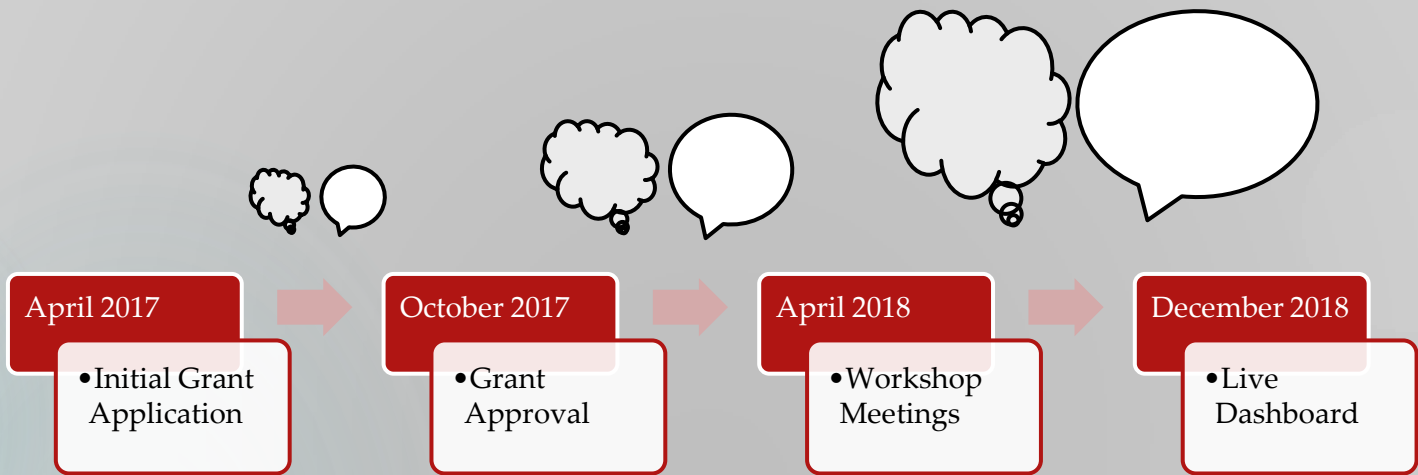 April 2017
•Initial Grant
Application
October 2017
•Grant
Approval
April 2018
•Workshop
Meetings
December 2018
•Live
Dashboard